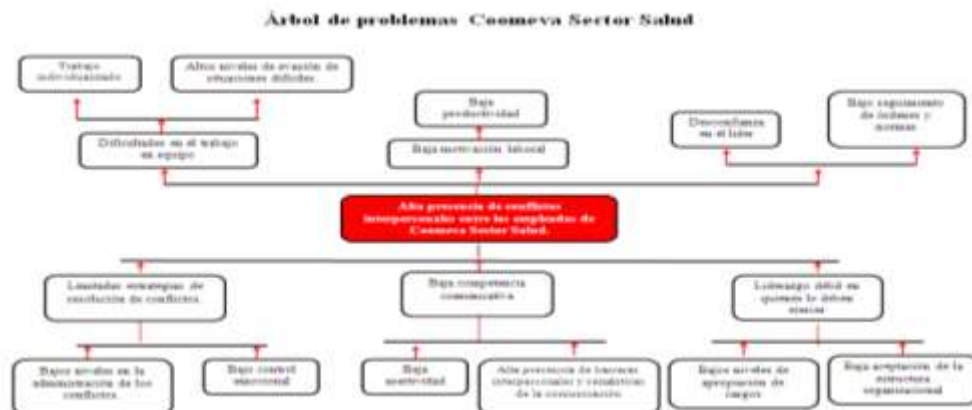 Árbol de problemas Coomeva Sector Salud
Trabajo
individualizado
Altos niveles de evasión de
situaciones difíciles
Baja
productividad
Desconfianza
en el líder
Bajo seguimiento
de órdenes y
normas
Dificultades en el trabajo
en equipo
Baja motivación laboral
Alta presencia de conflictos
interpersonales entre los empleados de
Coomeva Sector Salud.
Limitadas estrategias de
resolución de conflictos.
Baja competencia
comunicativa
Liderazgo débil en
quienes lo deben
ejercer
Bajos niveles en la
administración de los
conflictos
Bajo control
emocional
Baja
asertividad
Alta presencia de barreras
interpersonales y semánticas
de la comunicación
Bajos niveles de
apropiación de
cargos
Baja aceptación de la
estructura
organizacional